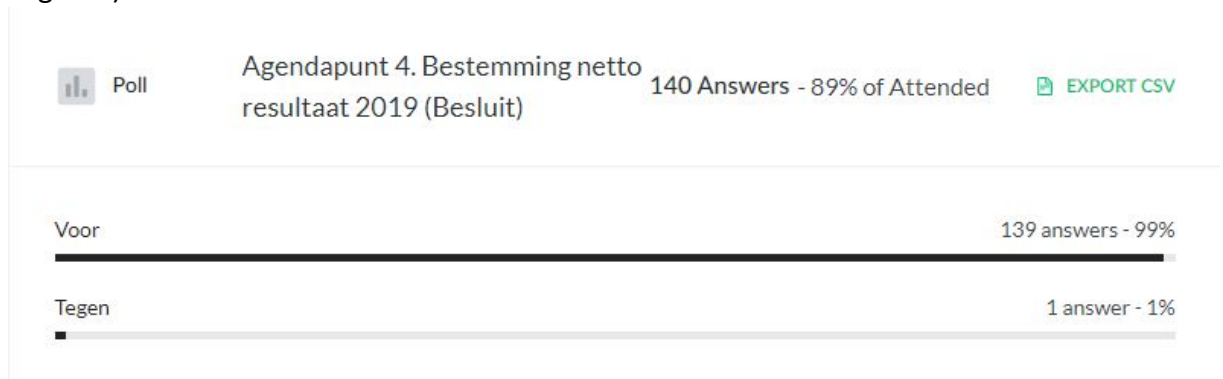 Poll
Agendapunt 4. Bestemming netto
resultaat 2019 (Besluit)
140 Answers - 89% of Attended
EXPORT CSV
Voor
139 answers - 99%
Tegen
1 answer - 1%